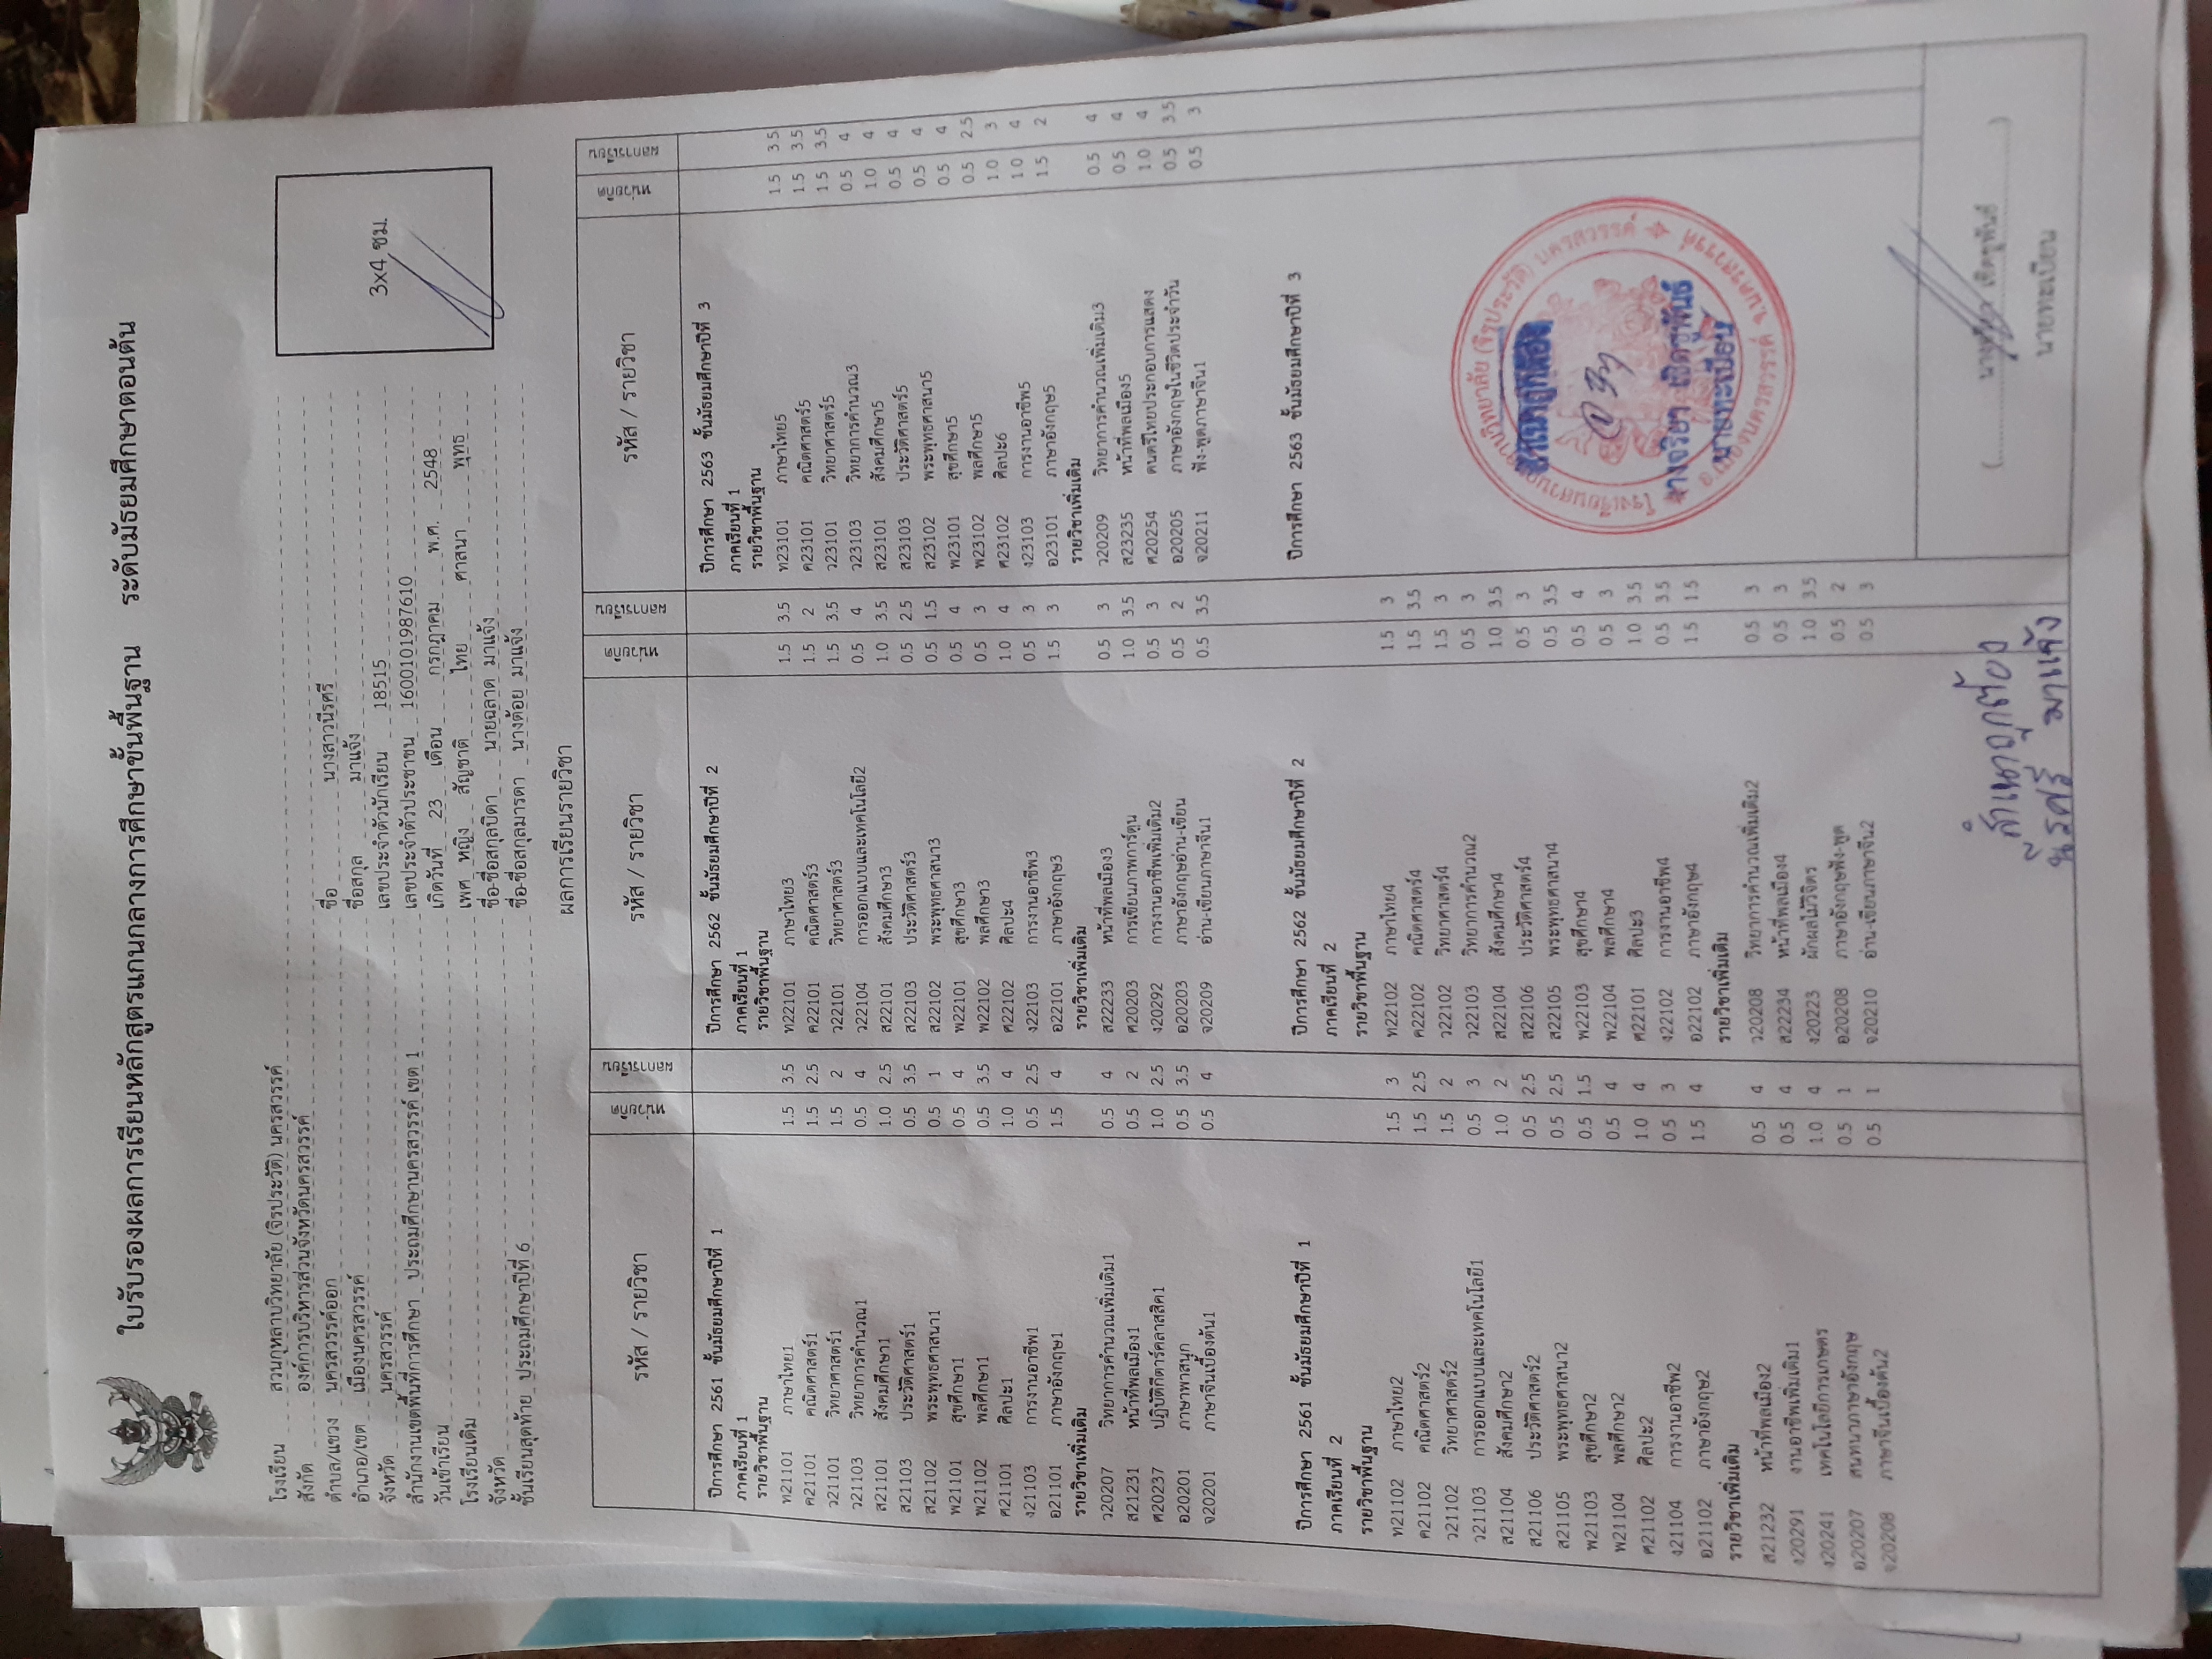 ใบรับรองผลการเรียนหลักสูตรแกนกลางการศึกษาขั้นพื้นฐาน ระดับมัธยมศึกษาตอนต้น
โรงเรียน สวนกุหลาบวิทยาลัย (จิรประวัติ) นครสวรรค์
สังกัด องค์การบริหารส่วนจังหวัดนครสวรรค์
ตำบล/แขวง นครสวรรค์ออก
อำเภอ/เขต เมืองนครสวรรค์
จังหวัด นครสวรรค์
สำนักงานเขตพื้นที่การศึกษา ประถมศึกษานครสวรรค์ เขต 1
วันเข้าเรียน
โรงเรียนเดิม
จังหวัด
ชั้นเรียนสุดท้าย ประถมศึกษาปีที่ 6
ชื่อ นางสาวนีรศรี
ชื่อสกุล มาแจ้ง
เลขประจำตัวนักเรียน 18515
เลขประจำตัวประชาชน 1600101987610
เกิดวันที่ 23 เดือน กรกฎาคม พ.ศ. 2548
เพศ หญิง สัญชาติ ไทย ศาสนา พุทธ
ชื่อ-ชื่อสกุลบิดา นายฉลาด มาแจ้ง
ชื่อ-ชื่อสกุลมารดา นางต้อย มาแจ้ง
3x4 ซม.
ผลการเรียนรายวิชา
รหัส / รายวิชา หน่วยกิต ผลการเรียน
ปีการศึกษา 2561 ชั้นมัธยมศึกษาปีที่ 1
ภาคเรียนที่ 1
รายวิชาพื้นฐาน
ท21101 ภาษาไทย1 1.5 3.5
ค21101 คณิตศาสตร์1 1.5 2.5
ว21101 วิทยาศาสตร์1 1.5 2
ว21103 วิทยาการคำนวณ1 0.5 4
ส21101 สังคมศึกษา1 1.0 2.5
ส21103 ประวัติศาสตร์1 0.5 3.5
ส21102 พระพุทธศาสนา1 0.5 1
พ21101 สุขศึกษา1 0.5 4
พ21102 พลศึกษา1 0.5 3.5
ศ21101 ศิลปะ1 1.0 4
ง21103 การงานอาชีพ1 0.5 2.5
อ21101 ภาษาอังกฤษ1 1.5 4
รายวิชาเพิ่มเติม
ว20207 วิทยาการคำนวณเพิ่มเติม1 0.5 4
ส21231 หน้าที่พลเมือง1 0.5 2
ศ20237 ปฏิบัติกีตาร์คลาสสิค1 1.0 2.5
อ20201 ภาษาพาสนุก 0.5 3.5
จ20201 ภาษาจีนเบื้องต้น1 0.5 4
ปีการศึกษา 2561 ชั้นมัธยมศึกษาปีที่ 1
ภาคเรียนที่ 2
รายวิชาพื้นฐาน
ท21102 ภาษาไทย2 1.5 3
ค21102 คณิตศาสตร์2 1.5 2.5
ว21102 วิทยาศาสตร์2 1.5 2
ว21103 การออกแบบและเทคโนโลยี1 0.5 3
ส21104 สังคมศึกษา2 1.0 2
ส21106 ประวัติศาสตร์2 0.5 2.5
ส21105 พระพุทธศาสนา2 0.5 2.5
พ21103 สุขศึกษา2 0.5 1.5
พ21104 พลศึกษา2 0.5 4
ศ21102 ศิลปะ2 1.0 4
ง21104 การงานอาชีพ2 0.5 3
อ21102 ภาษาอังกฤษ2 1.5 4
รายวิชาเพิ่มเติม
ส21232 หน้าที่พลเมือง2 0.5 4
ง20291 งานอาชีพเพิ่มเติม1 0.5 4
ง20241 เทคโนโลยีการเกษตร 1.0 4
อ20207 สนทนาภาษาอังกฤษ 0.5 1
จ20208 ภาษาจีนเบื้องต้น2 0.5 1
รหัส / รายวิชา หน่วยกิต ผลการเรียน
ปีการศึกษา 2562 ชั้นมัธยมศึกษาปีที่ 2
ภาคเรียนที่ 1
รายวิชาพื้นฐาน
ท22101 ภาษาไทย3 1.5 3.5
ค22101 คณิตศาสตร์3 1.5 2
ว22101 วิทยาศาสตร์3 1.5 3.5
ว22104 การออกแบบและเทคโนโลยี2 0.5 4
ส22101 สังคมศึกษา3 1.0 3.5
ส22103 ประวัติศาสตร์3 0.5 2.5
ส22102 พระพุทธศาสนา3 0.5 1.5
พ22101 สุขศึกษา3 0.5 4
พ22102 พลศึกษา3 0.5 3
ศ22102 ศิลปะ4 1.0 4
ง22103 การงานอาชีพ3 0.5 3
อ22101 ภาษาอังกฤษ3 1.5 3
รายวิชาเพิ่มเติม
ส22233 หน้าที่พลเมือง3 0.5 3
ศ20203 การเขียนภาพการ์ตูน 1.0 3.5
ง20292 การงานอาชีพเพิ่มเติม2 0.5 3
อ20203 ภาษาอังกฤษอ่าน-เขียน 0.5 2
จ20209 อ่าน-เขียนภาษาจีน1 0.5 3.5
ปีการศึกษา 2562 ชั้นมัธยมศึกษาปีที่ 2
ภาคเรียนที่ 2
รายวิชาพื้นฐาน
ท22102 ภาษาไทย4 1.5 3
ค22102 คณิตศาสตร์4 1.5 3.5
ว22102 วิทยาศาสตร์4 1.5 3
ว22103 วิทยาการคำนวณ2 0.5 3
ส22104 สังคมศึกษา4 1.0 3.5
ส22106 ประวัติศาสตร์4 0.5 3
ส22105 พระพุทธศาสนา4 0.5 3.5
พ22103 สุขศึกษา4 0.5 4
พ22104 พลศึกษา4 0.5 3
ศ22101 ศิลปะ3 1.0 3.5
ง22102 การงานอาชีพ4 0.5 3.5
อ22102 ภาษาอังกฤษ4 1.5 1.5
รายวิชาเพิ่มเติม
ว20208 วิทยาการคำนวณเพิ่มเติม2 0.5 3
ส22234 หน้าที่พลเมือง4 0.5 3
ง20223 ผักผลไม้วิจิตร 1.0 3.5
อ20208 ภาษาอังกฤษฟัง-พูด 0.5 2
จ20210 อ่าน-เขียนภาษาจีน2 0.5 3
สำเนาถูกต้อง
นีรศรี มาแจ้ง
รหัส / รายวิชา หน่วยกิต ผลการเรียน
ปีการศึกษา 2563 ชั้นมัธยมศึกษาปีที่ 3
ภาคเรียนที่ 1
รายวิชาพื้นฐาน
ท23101 ภาษาไทย5 1.5 3.5
ค23101 คณิตศาสตร์5 1.5 3.5
ว23101 วิทยาศาสตร์5 1.5 3.5
ว23103 วิทยาการคำนวณ3 0.5 4
ส23101 สังคมศึกษา5 1.0 4
ส23103 ประวัติศาสตร์5 0.5 4
ส23102 พระพุทธศาสนา5 0.5 4
พ23101 สุขศึกษา5 0.5 4
พ23102 พลศึกษา5 0.5 2.5
ศ23102 ศิลปะ6 1.0 3
ง23103 การงานอาชีพ5 1.0 4
อ23101 ภาษาอังกฤษ5 1.5 2
รายวิชาเพิ่มเติม
ว20209 วิทยาการคำนวณเพิ่มเติม3 0.5 4
ส23235 หน้าที่พลเมือง5 0.5 4
ศ20254 ดนตรีไทยประกอบการแสดง 1.0 4
อ20205 ภาษาอังกฤษในชีวิตประจำวัน 0.5 3.5
จ20211 ฟัง-พูดภาษาจีน1 0.5 3
ปีการศึกษา 2563 ชั้นมัธยมศึกษาปีที่ 3
โรงเรียนสวนกุหลาบวิทยาลัย (จิรประวัติ) นครสวรรค์
สำเนาถูกต้อง
นางจริยา เชิดชูพันธ์
นายทะเบียน
อ.เมืองนครสวรรค์ จ.นครสวรรค์
( นางจริยา เชิดชูพันธ์ )
นายทะเบียน